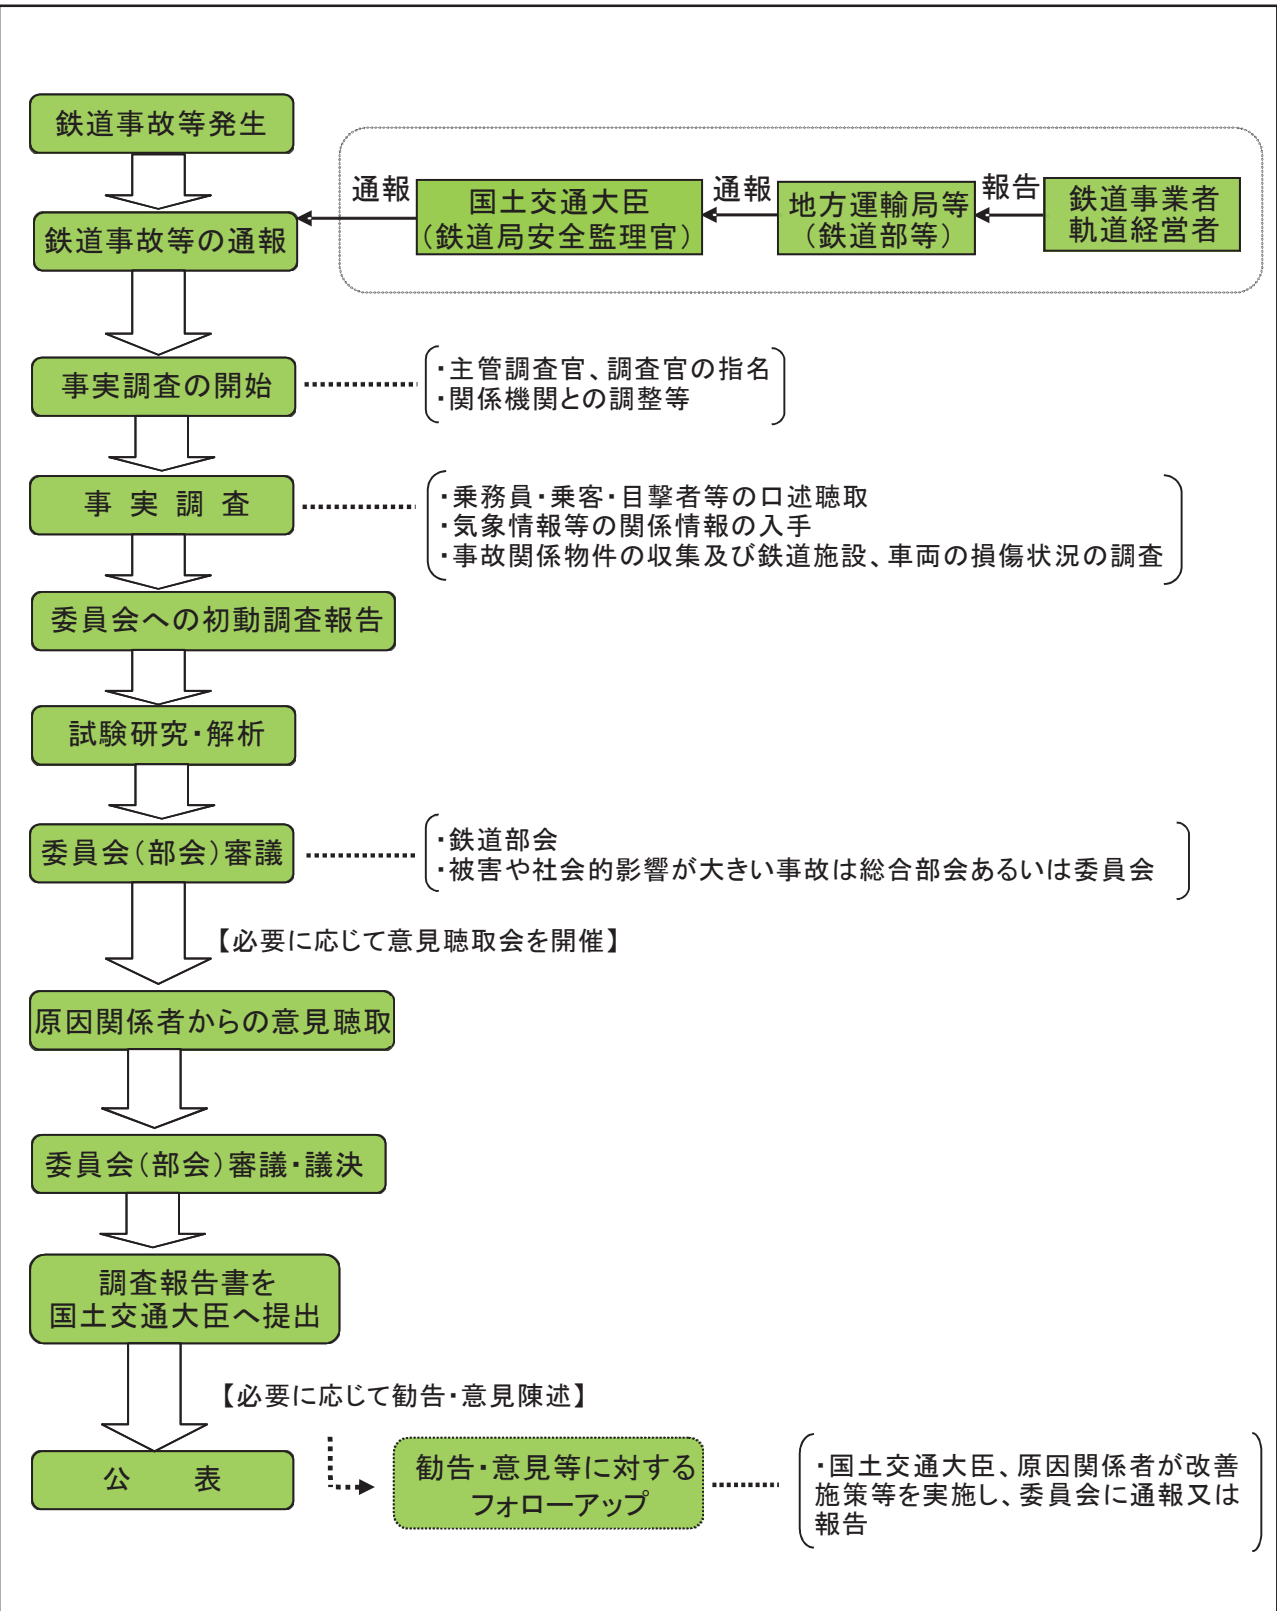 鉄道事故等発生
通報
国土交通大臣
(鉄道局安全監理官)
通報
地方運輸局等
(鉄道部等)
報告
鉄道事業者
軌道経営者
鉄道事故等の通報
事実調査の開始
・主管調査官、調査官の指名
・関係機関との調整等
事 実 調 査
・乗務員・乗客・目撃者等の口述聴取
・気象情報等の関係情報の入手
・事故関係物件の収集及び鉄道施設、車両の損傷状況の調査
委員会への初動調査報告
試験研究・解析
委員会(部会)審議
・鉄道部会
・被害や社会的影響が大きい事故は総合部会あるいは委員会
【必要に応じて意見聴取会を開催】
原因関係者からの意見聴取
委員会(部会)審議・議決
調査報告書を
国土交通大臣へ提出
【必要に応じて勧告・意見陳述】
公　表
勧告・意見等に対する
フォローアップ
・国土交通大臣、原因関係者が改善
施策等を実施し、委員会に通報又は
報告